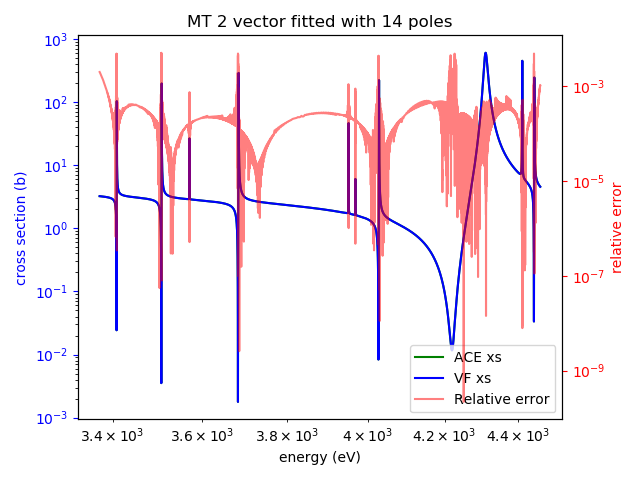 MT 2 vector fitted with 14 poles
10³
10²
10¹
10⁰
10⁻¹
10⁻²
10⁻³
cross section (b)
10⁻³
10⁻⁵
10⁻⁷
10⁻⁹
relative error
ACE xs
VF xs
Relative error
3.4 × 10³ 3.6 × 10³ 3.8 × 10³ 4 × 10³ 4.2 × 10³ 4.4 × 10³
energy (eV)